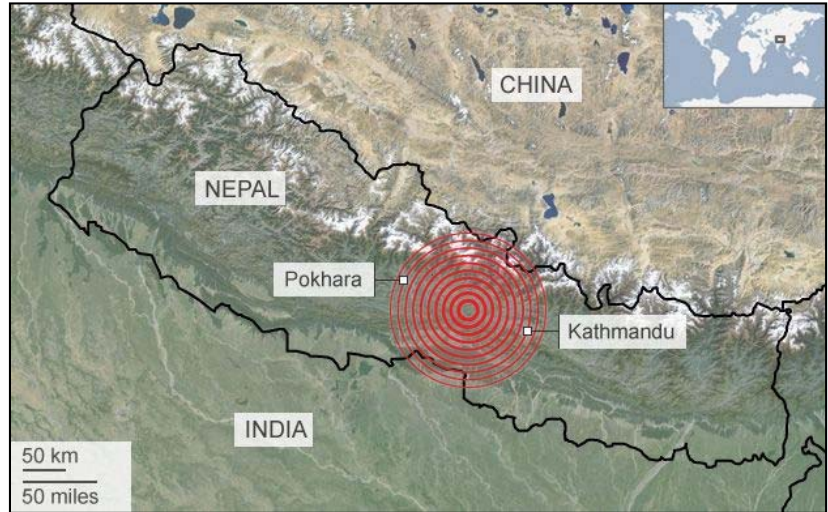 CHINA
NEPAL
Pokhara
Kathmandu
INDIA
50 km
50 miles